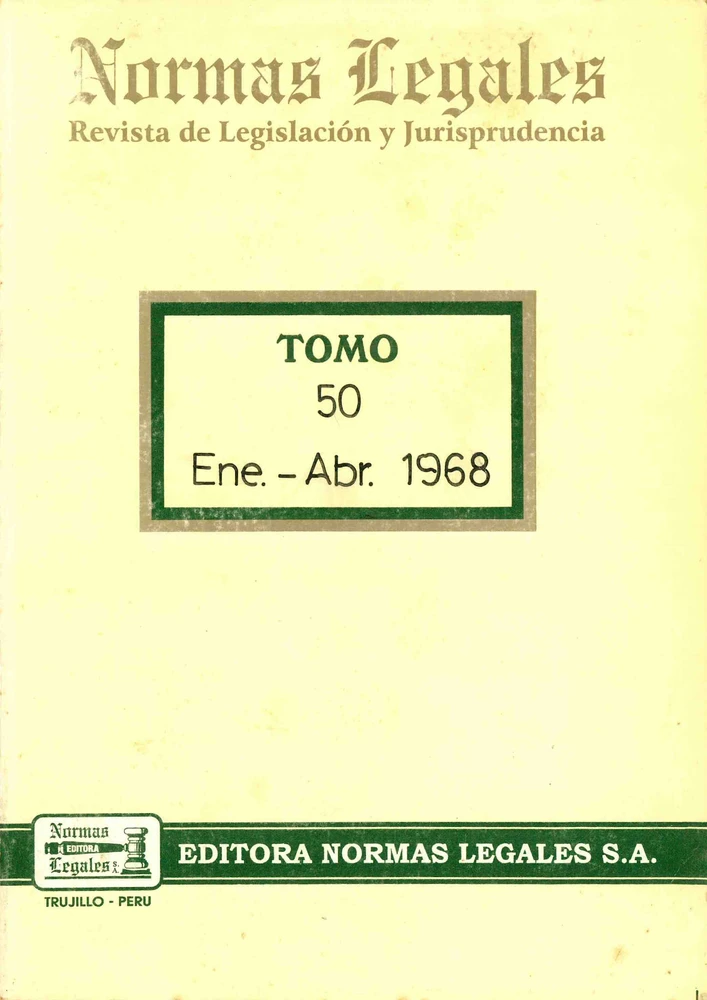 Normas Legales
Revista de Legislación y Jurisprudencia
TOMO
50
Ene. - Abr. 1968
Normas
EDITORA
Legales S.A.
EDITORA NORMAS LEGALES S.A.
TRUJILLO - PERU